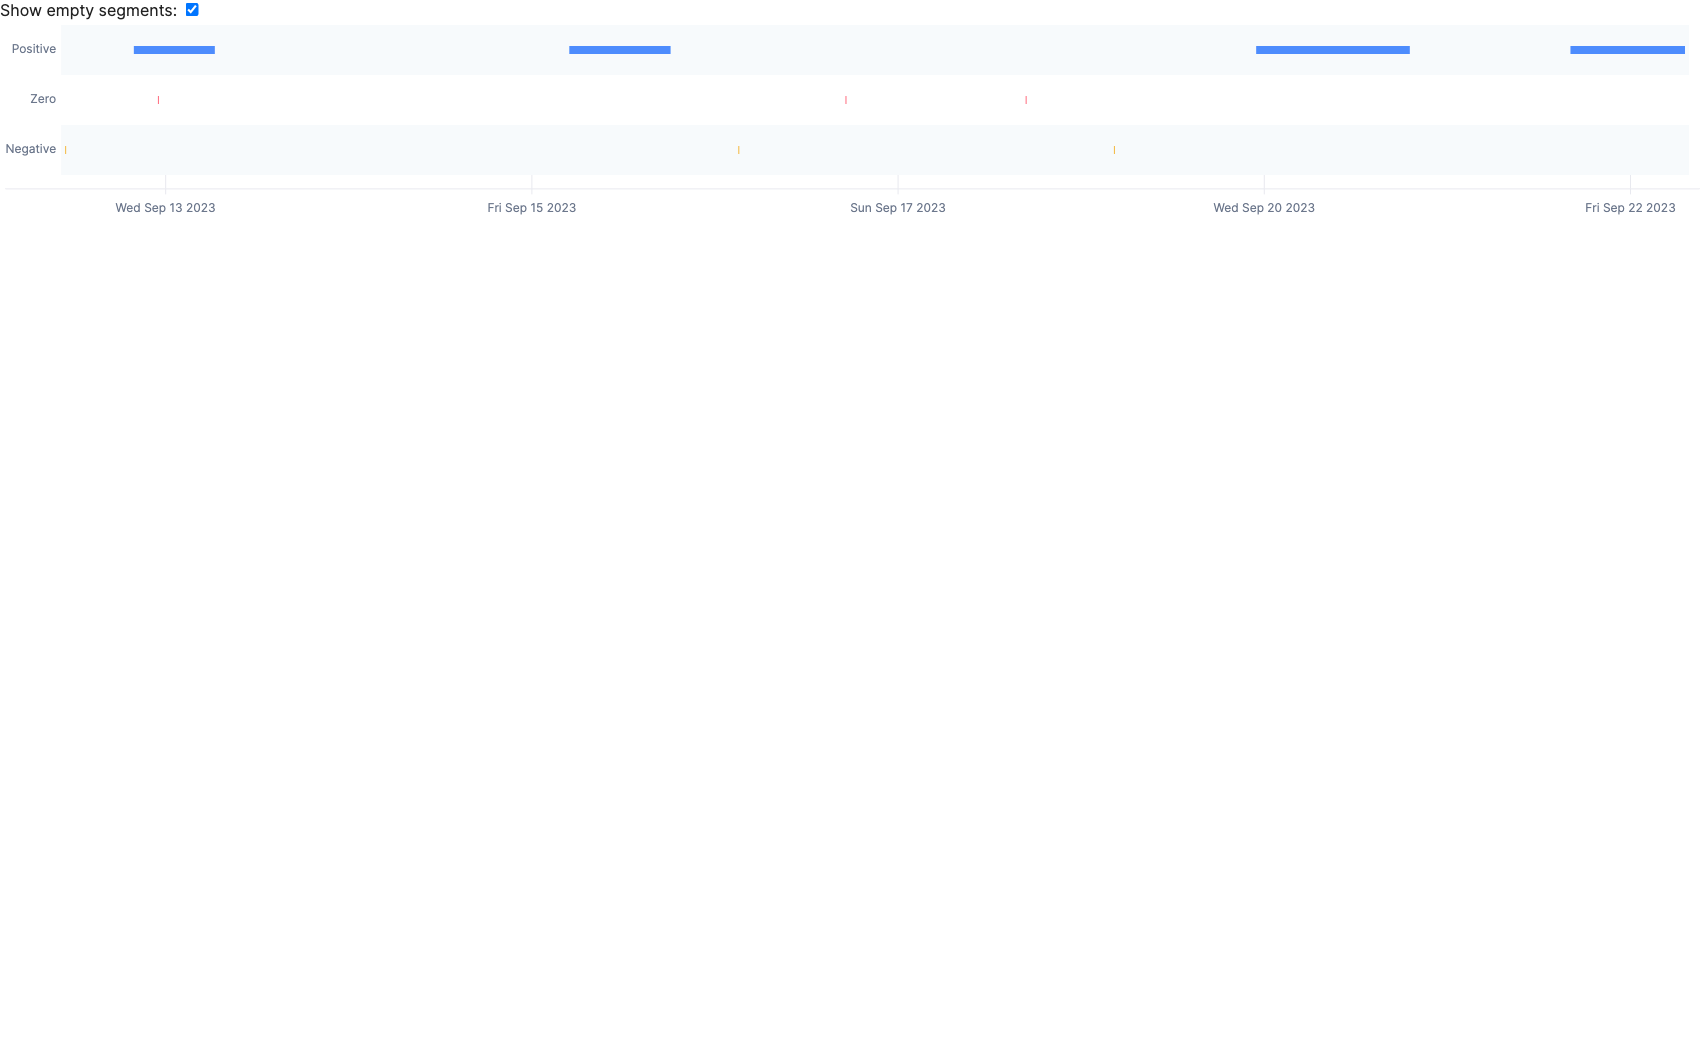 Show empty segments:
Positive
Zero
Negative
Wed Sep 13 2023 Fri Sep 15 2023 Sun Sep 17 2023 Wed Sep 20 2023 Fri Sep 22 2023